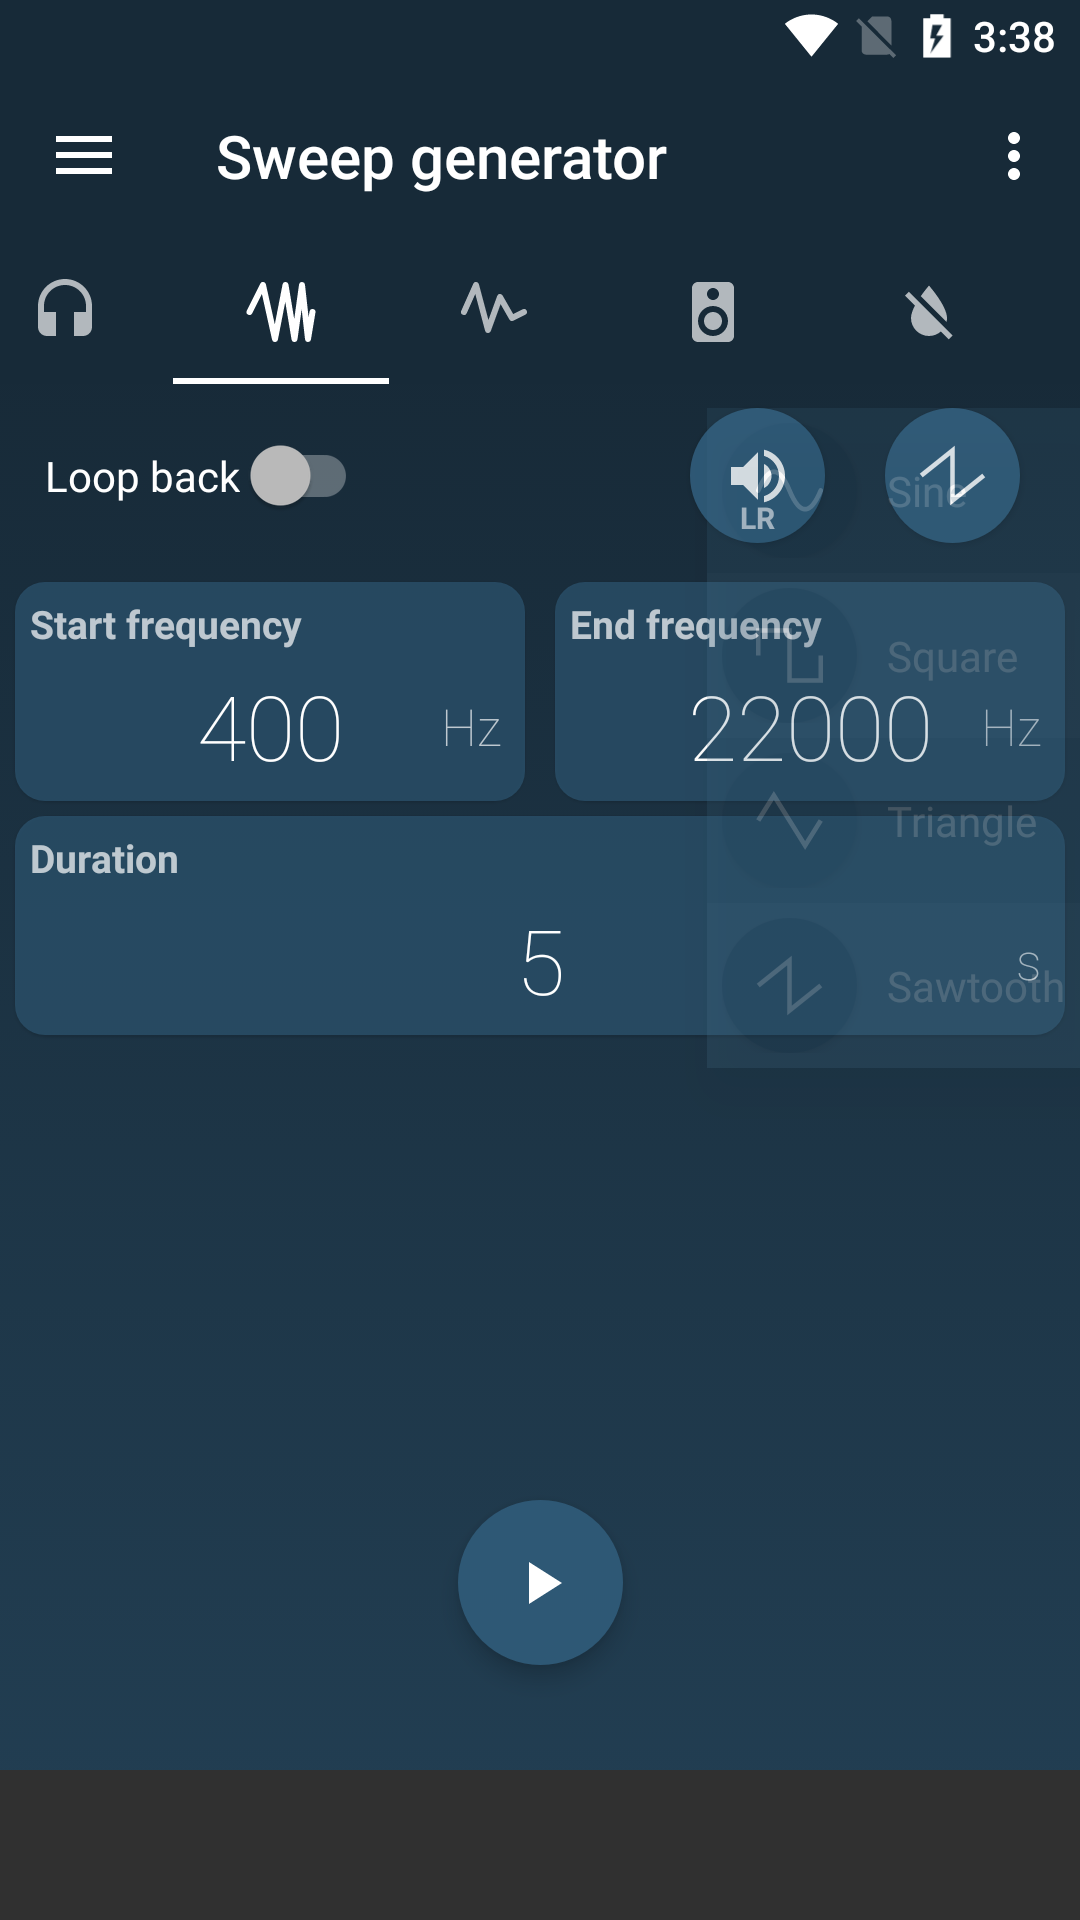 3:38
Sweep generator
Loop back
LR
Sine
Start frequency
End frequency
Square
400 Hz
22000 Hz
Triangle
Duration
5 s
Sawtooth